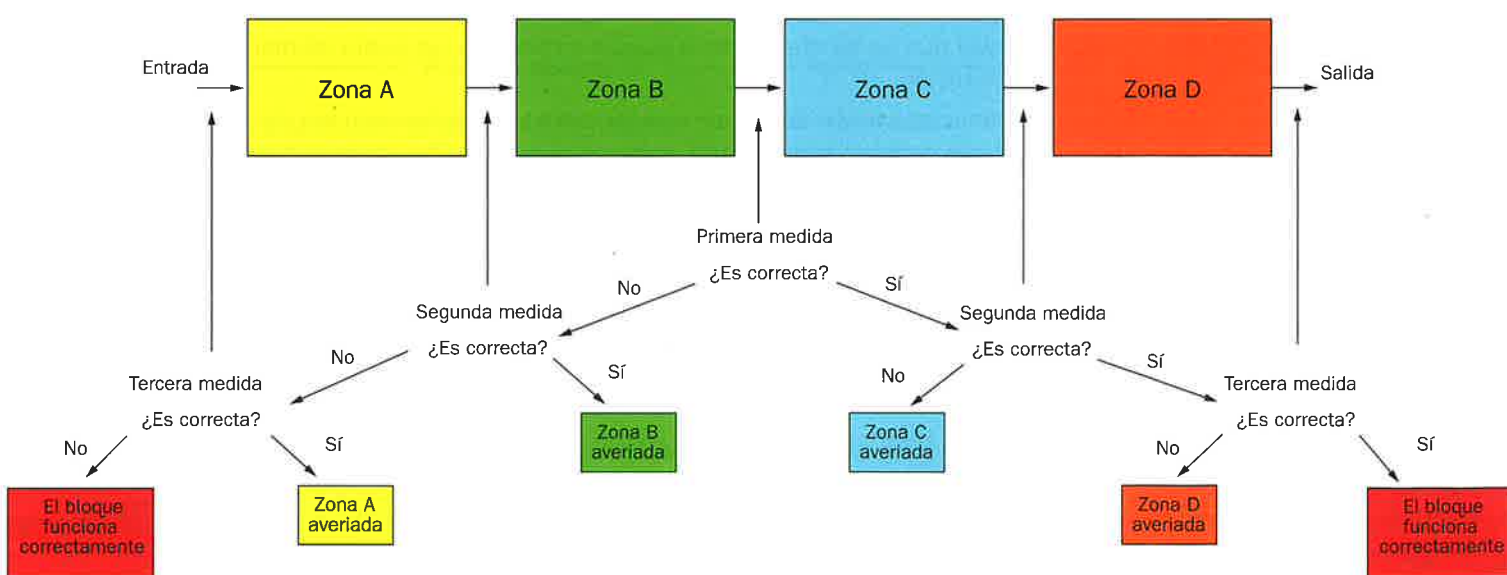 Entrada
Zona A
Zona B
Zona C
Zona D
Salida
Primera medida
¿Es correcta?
No
Sí
Segunda medida
¿Es correcta?
No
Sí
Segunda medida
¿Es correcta?
No
Sí
Tercera medida
¿Es correcta?
No
Sí
Tercera medida
¿Es correcta?
No
Sí
Zona B
averiada
Zona C
averiada
El bloque
funciona
correctamente
Zona A
averiada
Zona D
averiada
El bloque
funciona
correctamente